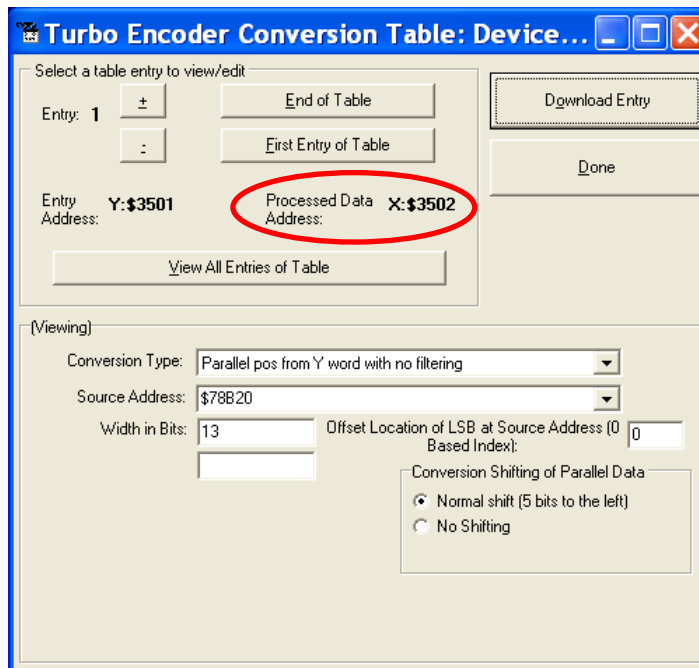 Turbo Encoder Conversion Table: Device...
Select a table entry to view/edit
Entry: 1
+
End of Table
Download Entry
-
First Entry of Table
Done
Entry Address: Y:$3501
Processed Data Address: X:$3502
View All Entries of Table
(Viewing)
Conversion Type: Parallel pos from Y word with no filtering
Source Address: $78B20
Width in Bits: 13
Offset Location of LSB at Source Address (0
Based Index): 0
Conversion Shifting of Parallel Data
Normal shift (5 bits to the left)
No Shifting